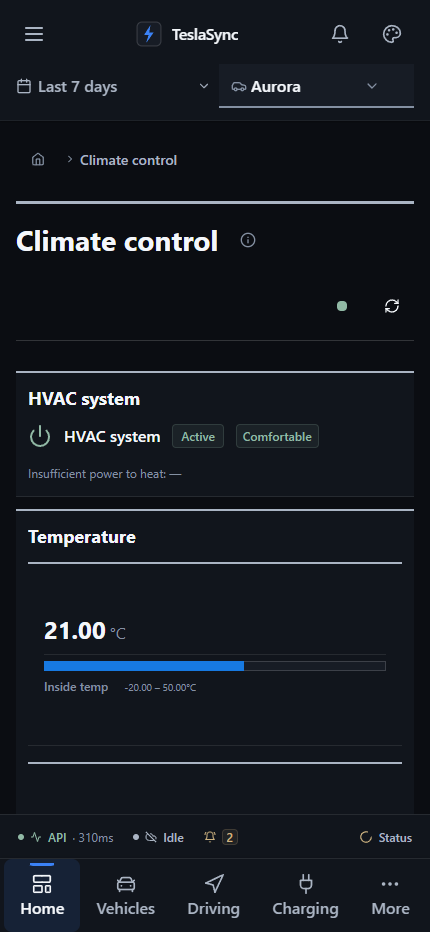 TeslaSync
Last 7 days
Aurora
Climate control
Climate control
HVAC system
HVAC system Active Comfortable
Insufficient power to heat: —
Temperature
21.00 °C
Inside temp -20.00 – 50.00°C
API · 310ms Idle 2 Status
Home Vehicles Driving Charging More